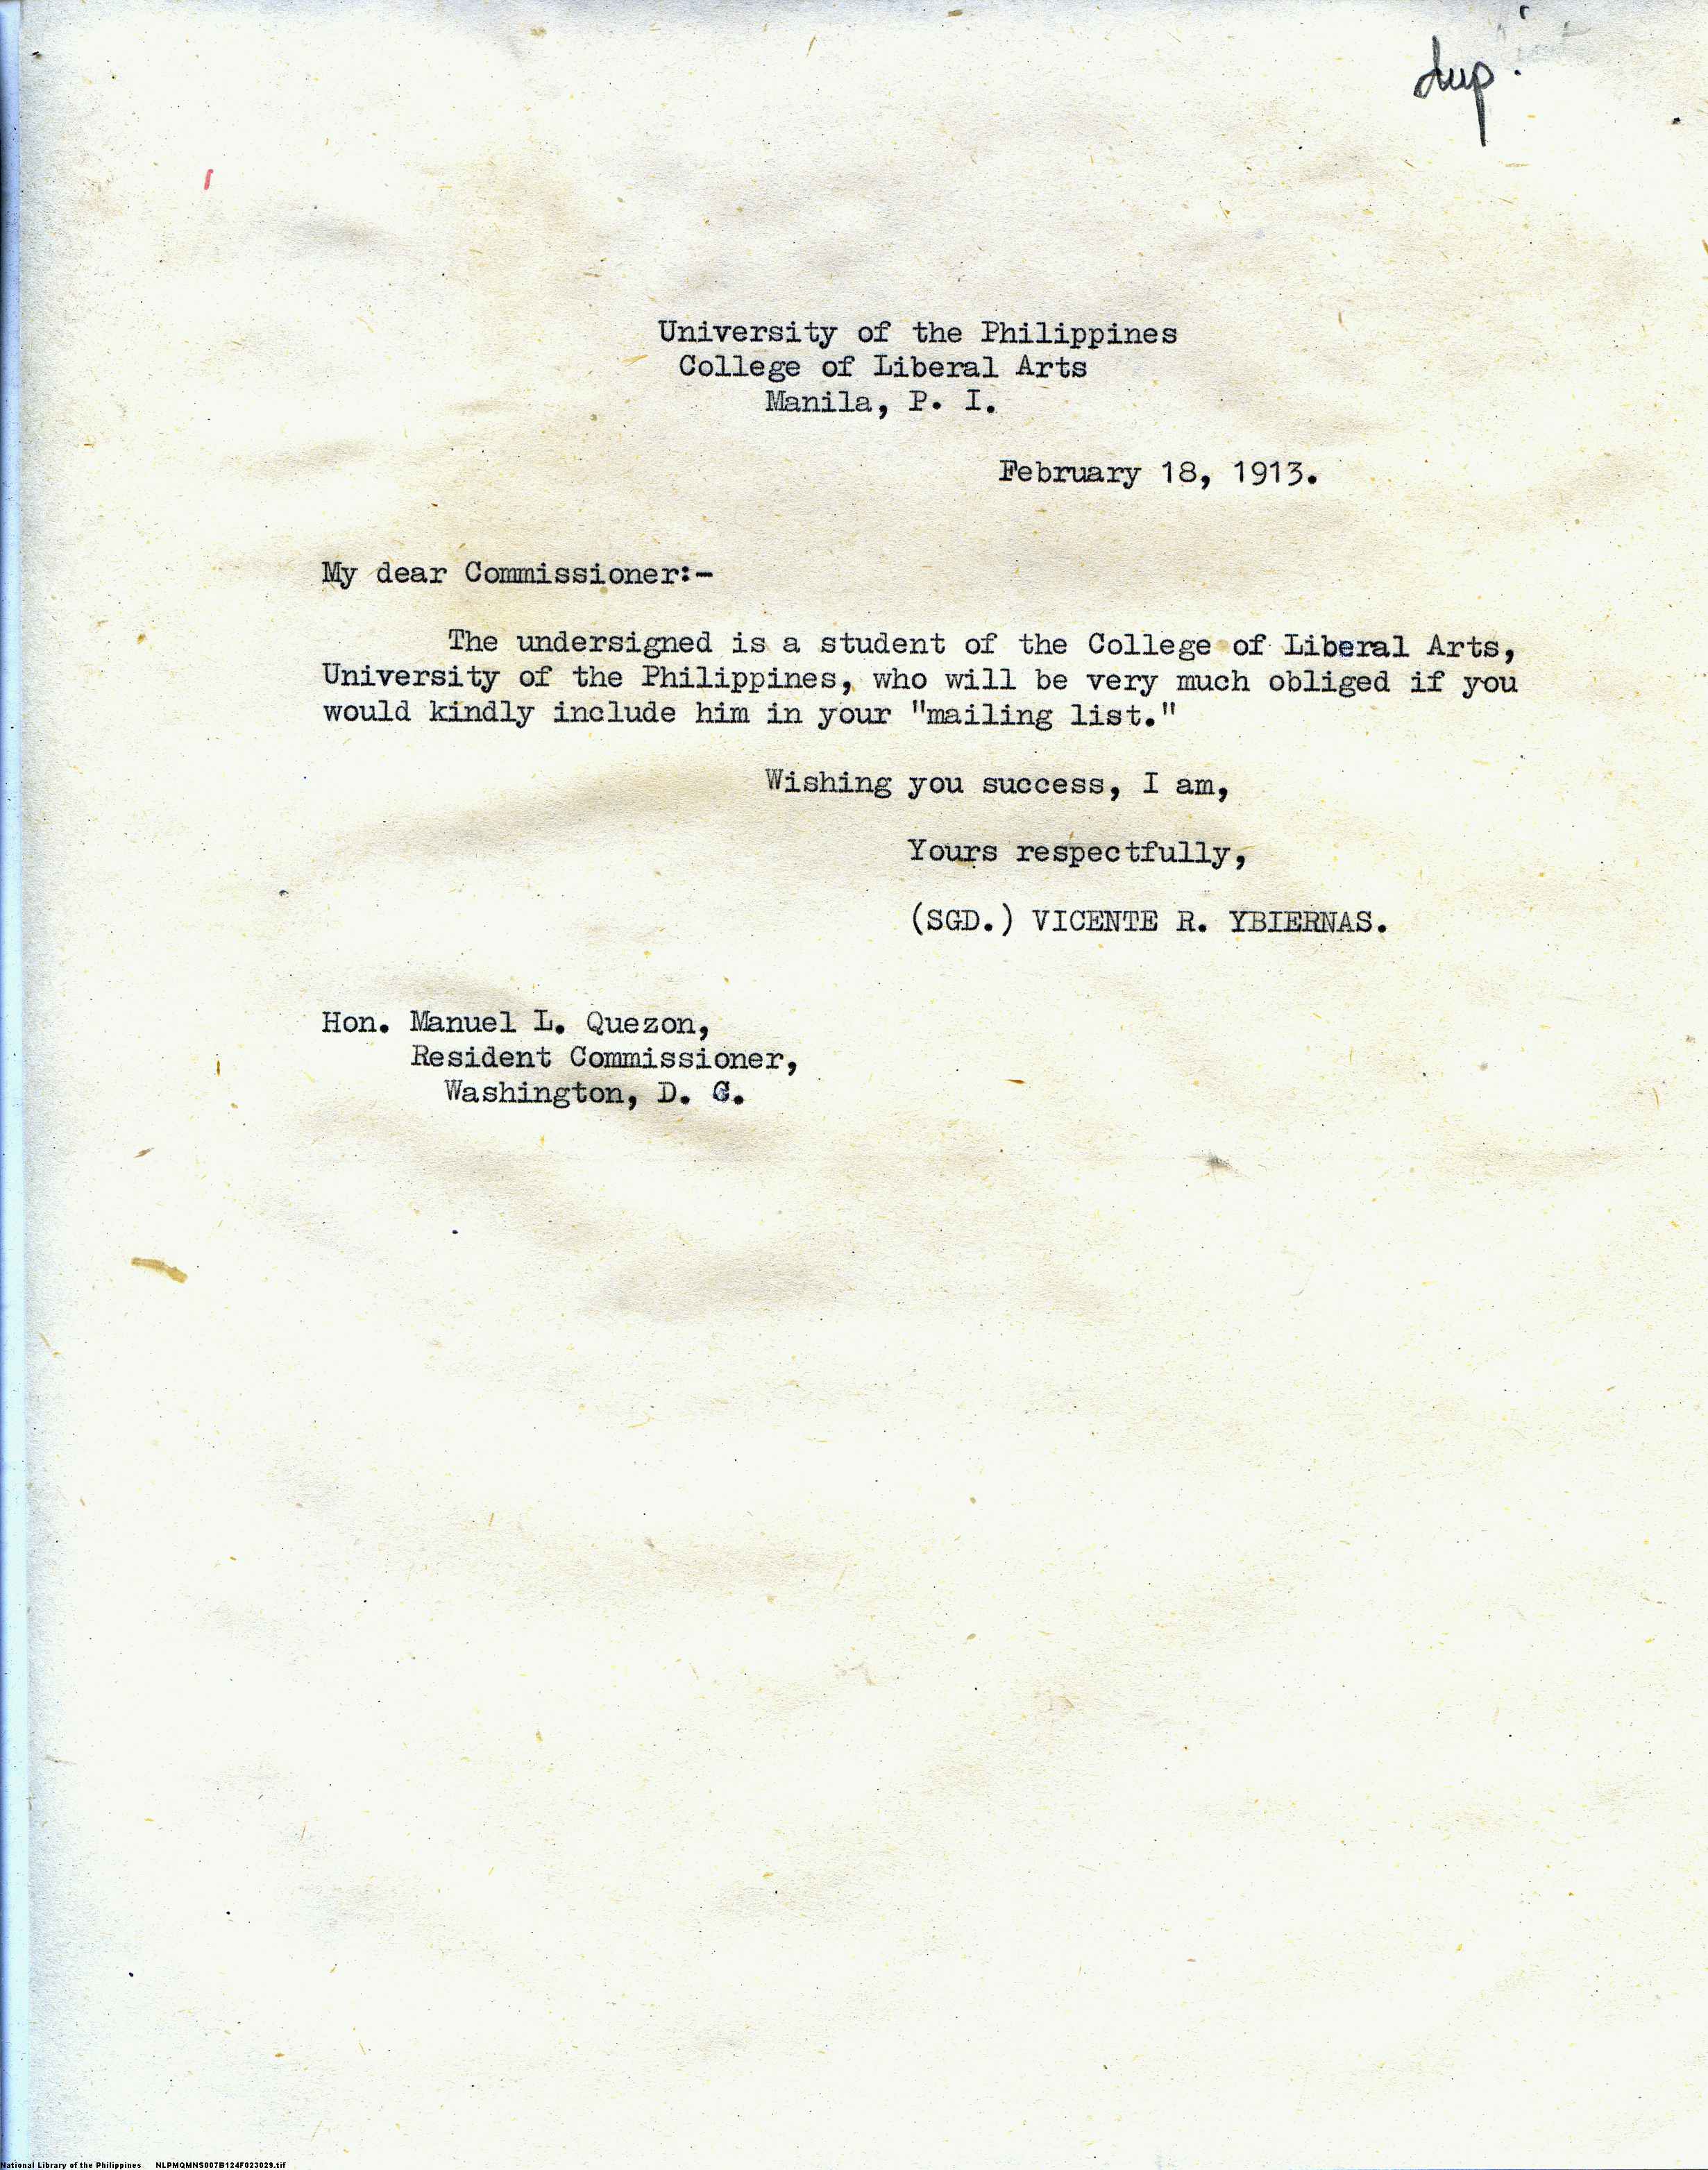 dup.
University of the Philippines
College of Liberal Arts
Manila, P. I.
February 18, 1913.
My dear Commissioner:-
The undersigned is a student of the College of Liberal Arts,
University of the Philippines, who will be very much obliged if you
would kindly include him in your "mailing list."
Wishing you success, I am,
Yours respectfully,
(SGD.) VICENTE R. YBIERNAS.
Hon. Manuel L. Quezon,
Resident Commissioner,
Washington, D. C.
National Library of the Philippines NLPMQMNS007B124F023029.tif